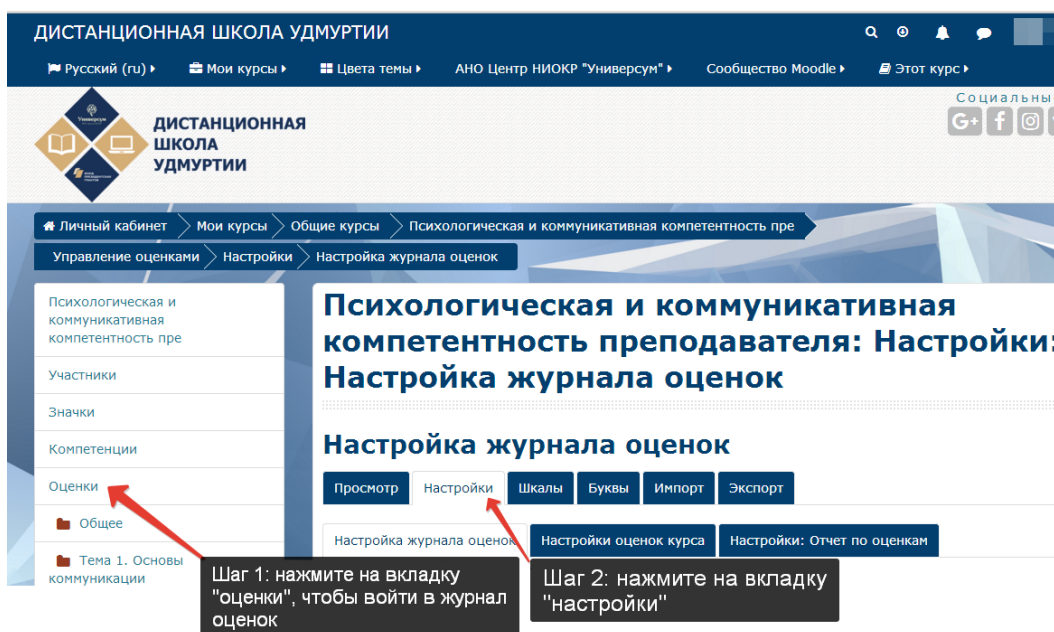 ДИСТАНЦИОННАЯ ШКОЛА УДМУРТИИ
Русский (ru)
Мои курсы
Цвета темы
АНО Центр НИОКР "Универсум"
Сообщество Moodle
Этот курс
Социальны
Универсум
ДИСТАНЦИОННАЯ
ШКОЛА
УДМУРТИИ
Личный кабинет
Мои курсы
Общие курсы
Психологическая и коммуникативная компетентность пре
Управление оценками
Настройки
Настройка журнала оценок
Психологическая и
коммуникативная
компетентность пре
Участники
Значки
Компетенции
Оценки
Общее
Тема 1. Основы
коммуникации
Психологическая и коммуникативная
компетентность преподавателя: Настройки:
Настройка журнала оценок
Настройка журнала оценок
Просмотр
Настройки
Шкалы
Буквы
Импорт
Экспорт
Настройка журнала оценок
Настройки оценок курса
Настройки: Отчет по оценкам
Шаг 1: нажмите на вкладку
"оценки", чтобы войти в журнал
оценок
Шаг 2: нажмите на вкладку
"настройки"